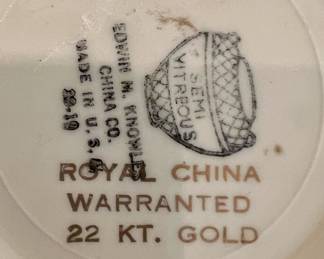 EDWIN M. KNOWLES
CHINA CO.
MADE IN U.S.A.
SEMI
VITREOUS
ROYAL CHINA
WARRANTED
22 KT. GOLD